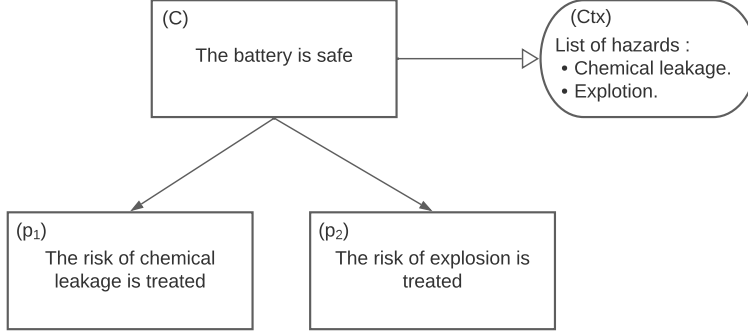 (C)
The battery is safe
(Ctx)
List of hazards :
• Chemical leakage.
• Explotion.
(p₁)
The risk of chemical
leakage is treated
(p₂)
The risk of explosion is
treated